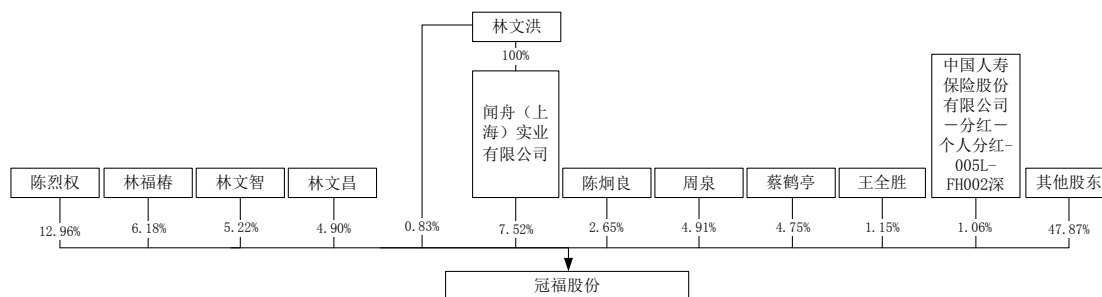 林文洪
100%
闻舟（上
海）实业
有限公司
中国人寿
保险股份
有限公司
－分红－
个人分红-
005L-
FH002深
陈烈权
林福椿
林文智
林文昌
陈炯良
周泉
蔡鹤亭
王全胜
其他股东
12.96%
6.18%
5.22%
4.90%
0.83%
7.52%
2.65%
4.91%
4.75%
1.15%
1.06%
47.87%
冠福股份